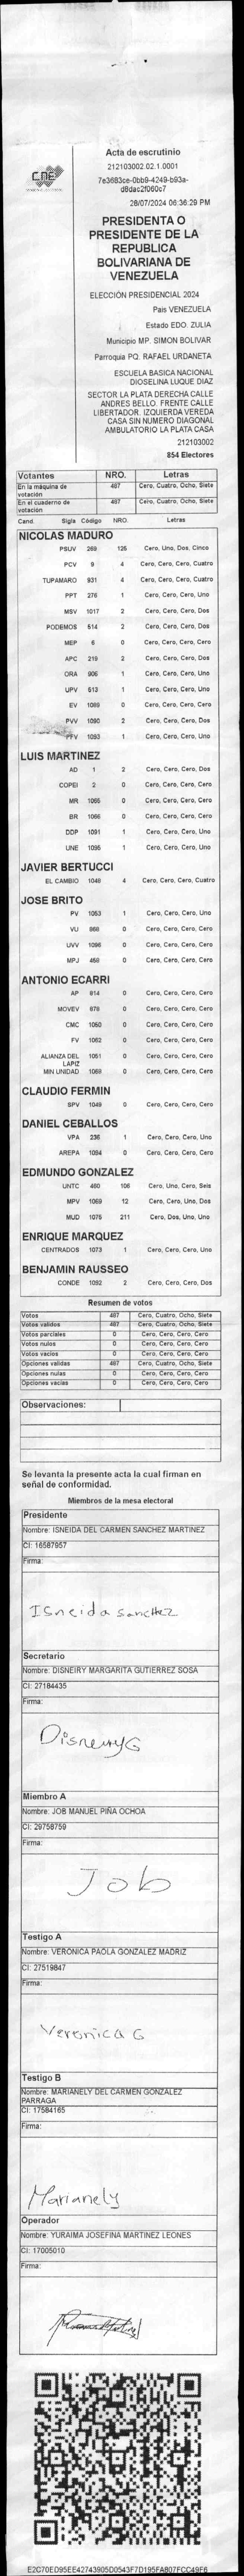 CNE
Acta de escrutinio
212103002.02.1.0001
7e3683ce-0bb9-4249-b93a-
d8dac2f060c7
28/07/2024 06:36:29 PM
PRESIDENTA O
PRESIDENTE DE LA
REPUBLICA
BOLIVARIANA DE
VENEZUELA
ELECCIÓN PRESIDENCIAL 2024
Pais VENEZUELA
Estado EDO. ZULIA
Municipio MP. SIMON BOLIVAR
Parroquia PQ. RAFAEL URDANETA
ESCUELA BASICA NACIONAL
DIOSELINA LUQUE DIAZ
SECTOR LA PLATA DERECHA CALLE
ANDRES BELLO. FRENTE CALLE
LIBERTADOR. IZQUIERDA VEREDA
CASA SIN NUMERO DIAGONAL
AMBULATORIO LA PLATA CASA
212103002
854 Electores
Votantes NRO. Letras
En la máquina de votación 487 Cero, Cuatro, Ocho, Siete
En el cuaderno de votación 487 Cero, Cuatro, Ocho, Siete
Cand. Sigla Código NRO. Letras
NICOLAS MADURO
PSUV 269 125 Cero, Uno, Dos, Cinco
PCV 9 4 Cero, Cero, Cero, Cuatro
TUPAMARO 931 4 Cero, Cero, Cero, Cuatro
PPT 276 1 Cero, Cero, Cero, Uno
MSV 1017 2 Cero, Cero, Cero, Dos
PODEMOS 514 2 Cero, Cero, Cero, Dos
MEP 6 0 Cero, Cero, Cero, Cero
APC 219 2 Cero, Cero, Cero, Dos
ORA 906 1 Cero, Cero, Cero, Uno
UPV 513 1 Cero, Cero, Cero, Uno
EV 1089 0 Cero, Cero, Cero, Cero
PVV 1090 2 Cero, Cero, Cero, Dos
PFV 1093 1 Cero, Cero, Cero, Uno
LUIS MARTINEZ
AD 1 2 Cero, Cero, Cero, Dos
COPEI 2 0 Cero, Cero, Cero, Cero
MR 1065 0 Cero, Cero, Cero, Cero
BR 1066 0 Cero, Cero, Cero, Cero
DDP 1091 1 Cero, Cero, Cero, Uno
UNE 1095 1 Cero, Cero, Cero, Uno
JAVIER BERTUCCI
EL CAMBIO 1048 4 Cero, Cero, Cero, Cuatro
JOSE BRITO
PV 1053 1 Cero, Cero, Cero, Uno
VU 868 0 Cero, Cero, Cero, Cero
UVV 1096 0 Cero, Cero, Cero, Cero
MPJ 458 0 Cero, Cero, Cero, Cero
ANTONIO ECARRI
AP 814 0 Cero, Cero, Cero, Cero
MOVEV 878 0 Cero, Cero, Cero, Cero
CMC 1050 0 Cero, Cero, Cero, Cero
FV 1062 0 Cero, Cero, Cero, Cero
ALIANZA DEL LAPIZ 1051 0 Cero, Cero, Cero, Cero
MIN UNIDAD 1068 0 Cero, Cero, Cero, Cero
CLAUDIO FERMIN
SPV 1049 0 Cero, Cero, Cero, Cero
DANIEL CEBALLOS
VPA 236 1 Cero, Cero, Cero, Uno
AREPA 1094 0 Cero, Cero, Cero, Cero
EDMUNDO GONZALEZ
UNTC 460 106 Cero, Uno, Cero, Seis
MPV 1069 12 Cero, Cero, Uno, Dos
MUD 1075 211 Cero, Dos, Uno, Uno
ENRIQUE MARQUEZ
CENTRADOS 1073 1 Cero, Cero, Cero, Uno
BENJAMIN RAUSSEO
CONDE 1092 2 Cero, Cero, Cero, Dos
Resumen de votos
Votos 487 Cero, Cuatro, Ocho, Siete
Votos validos 487 Cero, Cuatro, Ocho, Siete
Votos parciales 0 Cero, Cero, Cero, Cero
Votos nulos 0 Cero, Cero, Cero, Cero
Votos vacios 0 Cero, Cero, Cero, Cero
Opciones validas 487 Cero, Cuatro, Ocho, Siete
Opciones nulas 0 Cero, Cero, Cero, Cero
Opciones vacias 0 Cero, Cero, Cero, Cero
Observaciones:
Se levanta la presente acta la cual firman en
señal de conformidad.
Miembros de la mesa electoral
Presidente
Nombre: ISNEIDA DEL CARMEN SANCHEZ MARTINEZ
CI: 16587957
Firma:
Isneida sanchez
Secretario
Nombre: DISNEIRY MARGARITA GUTIERREZ SOSA
CI: 27184435
Firma:
DisneiryG
Miembro A
Nombre: JOB MANUEL PIÑA OCHOA
CI: 29758759
Firma:
Job
Testigo A
Nombre: VERONICA PAOLA GONZALEZ MADRIZ
CI: 27519847
Firma:
Veronica G
Testigo B
Nombre: MARIANELY DEL CARMEN GONZALEZ
PARRAGA
CI: 17584165
Firma:
Marianely
Operador
Nombre: YURAIMA JOSEFINA MARTINEZ LEONES
CI: 17005010
Firma:
E2C70ED95EE42743905D0543F7D195FA807FCC49F6